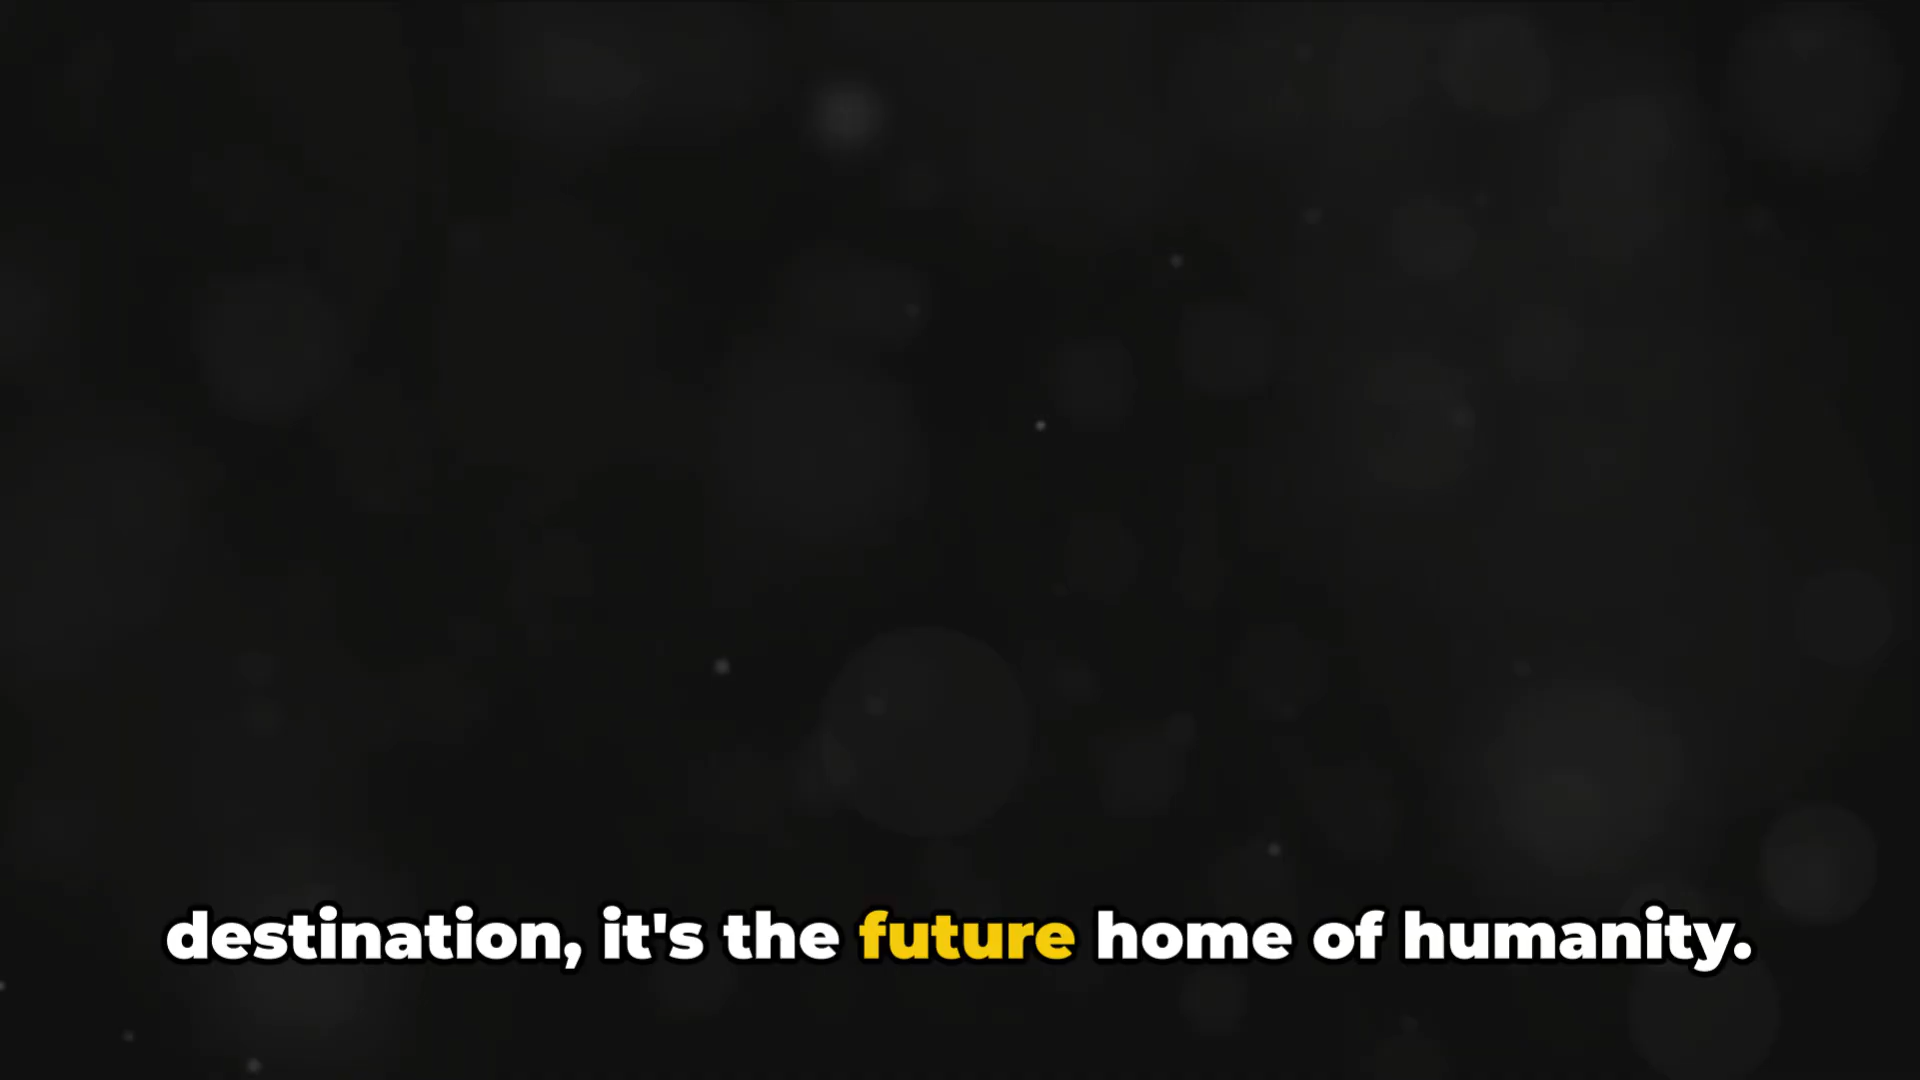 destination, it's the future home of humanity.